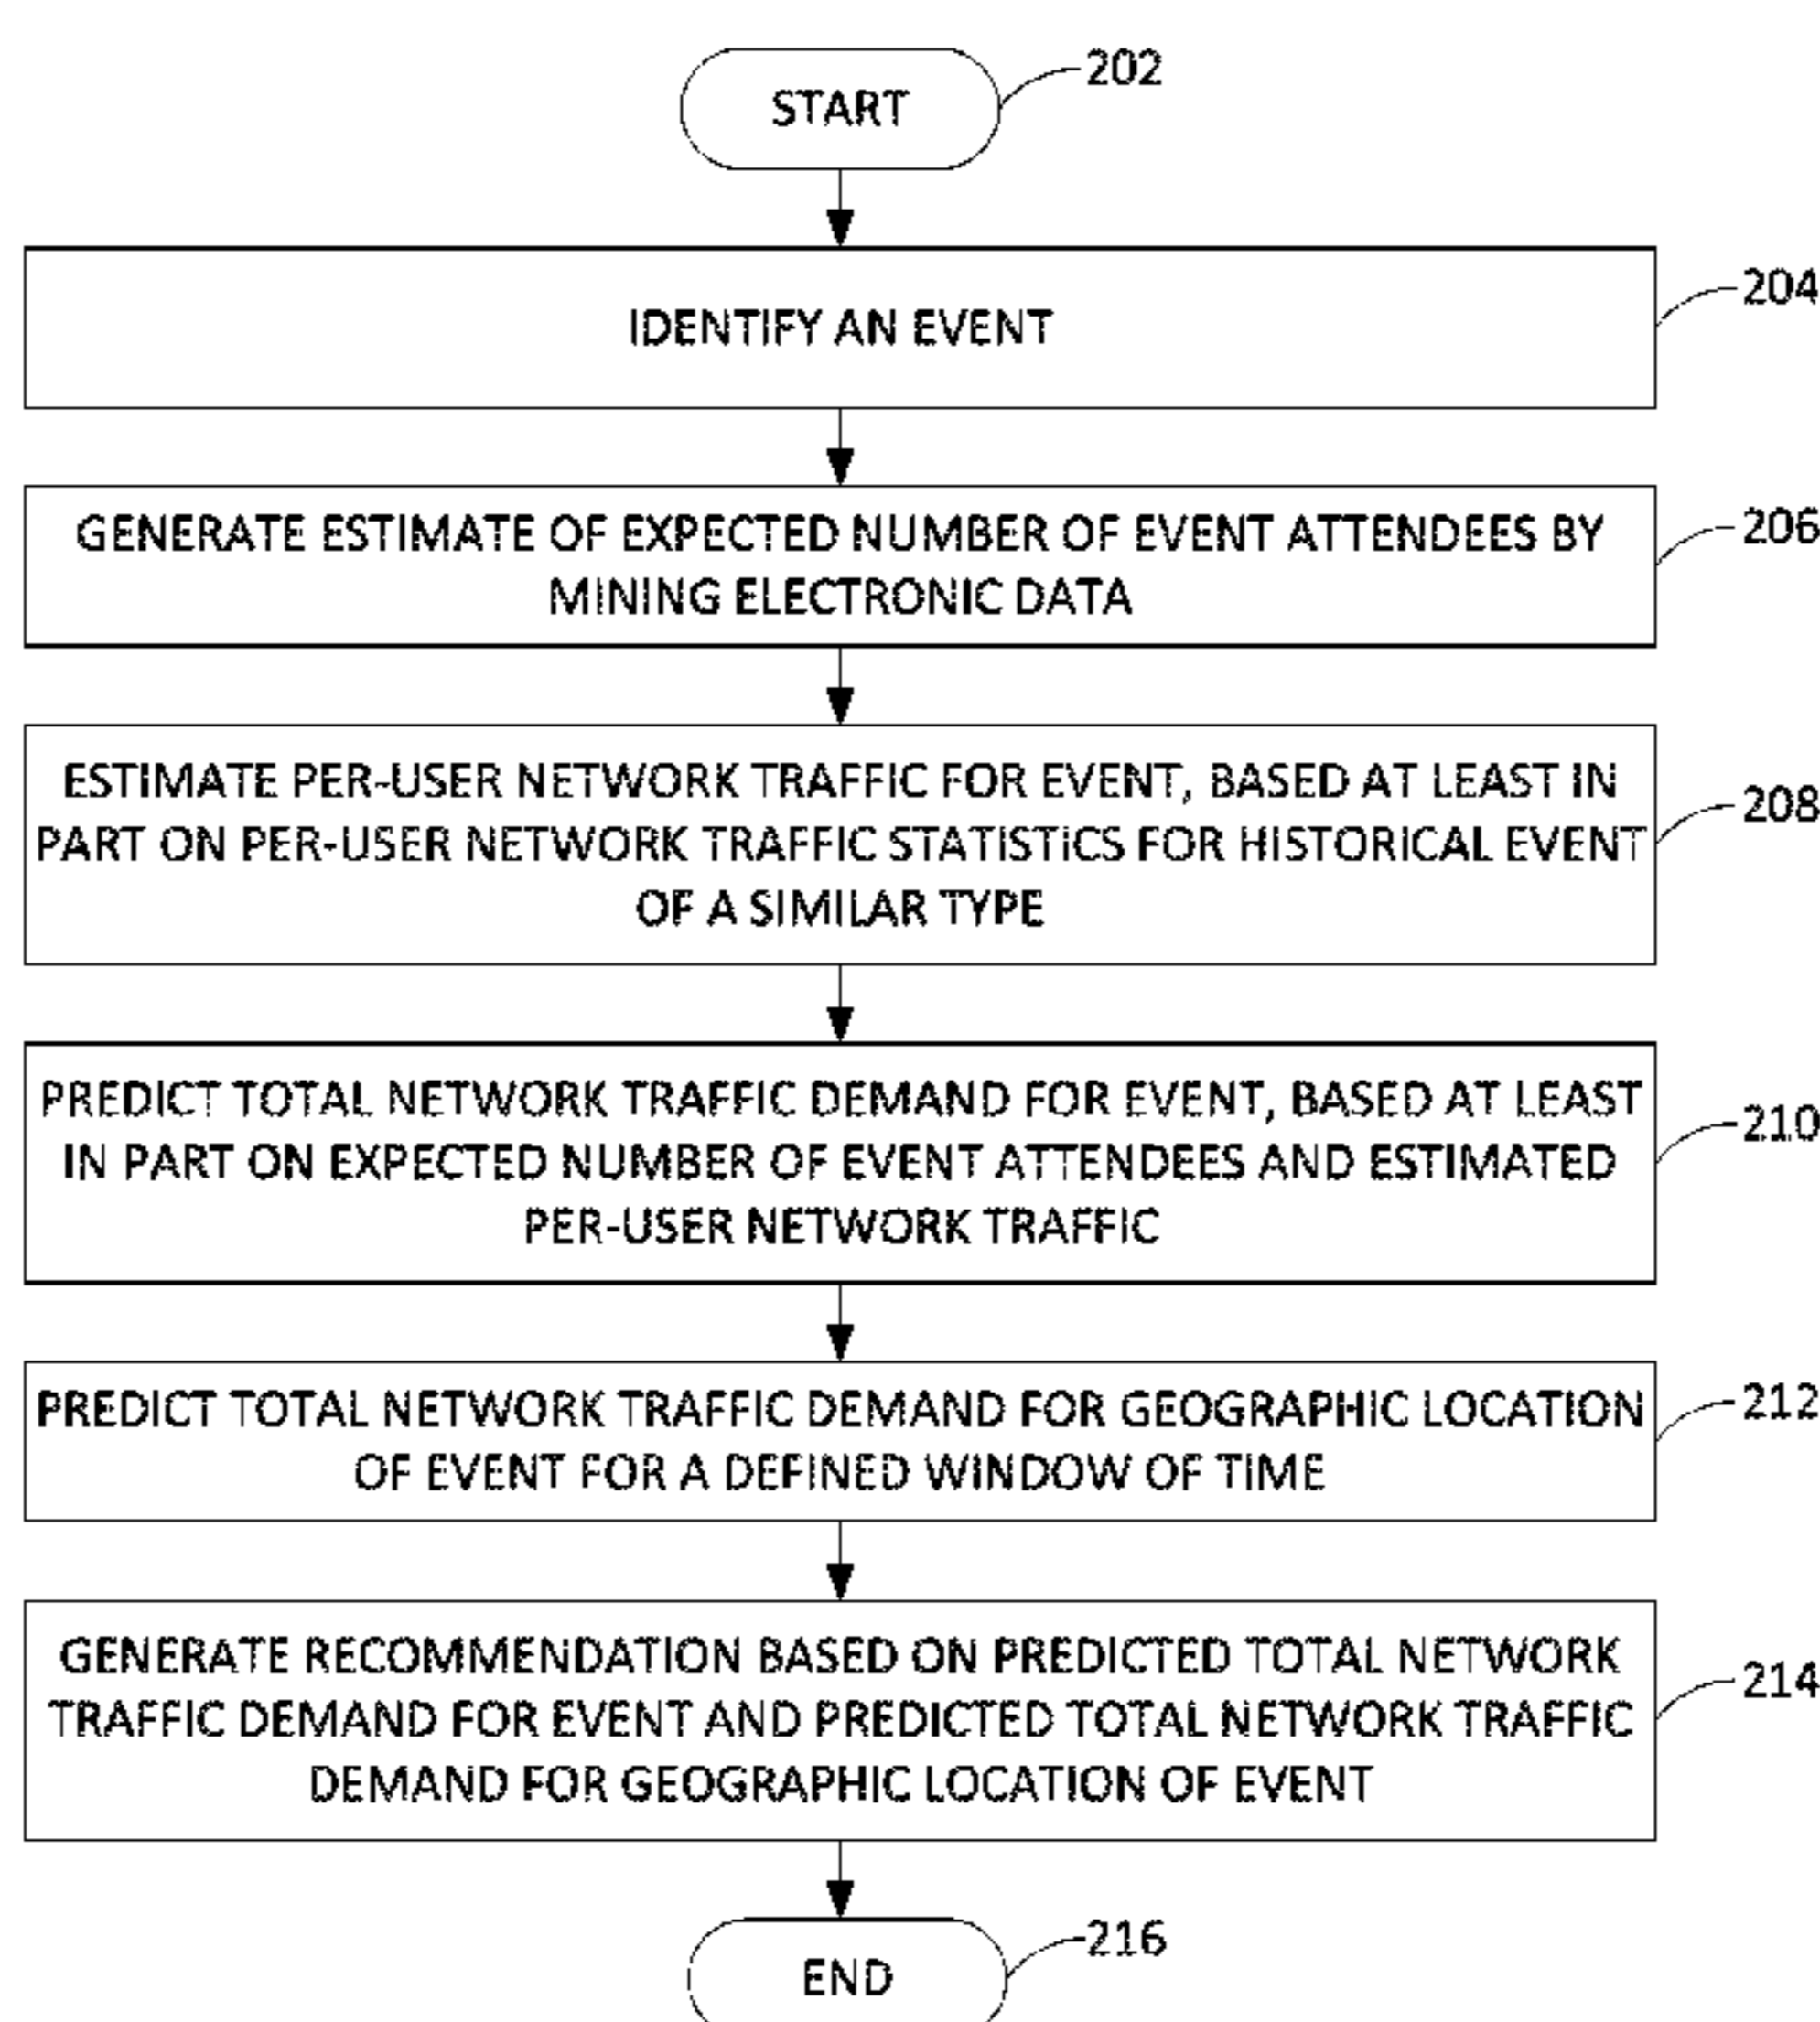 START
202
IDENTIFY AN EVENT
204
GENERATE ESTIMATE OF EXPECTED NUMBER OF EVENT ATTENDEES BY
MINING ELECTRONIC DATA
206
ESTIMATE PER-USER NETWORK TRAFFIC FOR EVENT, BASED AT LEAST IN
PART ON PER-USER NETWORK TRAFFIC STATISTICS FOR HISTORICAL EVENT
OF A SIMILAR TYPE
208
PREDICT TOTAL NETWORK TRAFFIC DEMAND FOR EVENT, BASED AT LEAST
IN PART ON EXPECTED NUMBER OF EVENT ATTENDEES AND ESTIMATED
PER-USER NETWORK TRAFFIC
210
PREDICT TOTAL NETWORK TRAFFIC DEMAND FOR GEOGRAPHIC LOCATION
OF EVENT FOR A DEFINED WINDOW OF TIME
212
GENERATE RECOMMENDATION BASED ON PREDICTED TOTAL NETWORK
TRAFFIC DEMAND FOR EVENT AND PREDICTED TOTAL NETWORK TRAFFIC
DEMAND FOR GEOGRAPHIC LOCATION OF EVENT
214
END
216